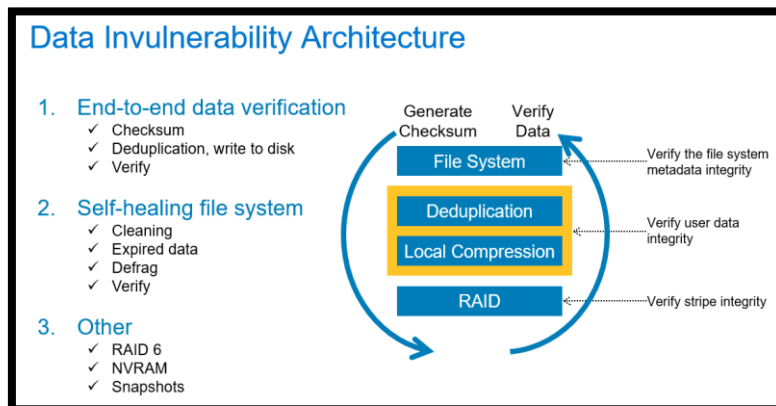 Data Invulnerability Architecture
1. End-to-end data verification
✓ Checksum
✓ Deduplication, write to disk
✓ Verify
2. Self-healing file system
✓ Cleaning
✓ Expired data
✓ Defrag
✓ Verify
3. Other
✓ RAID 6
✓ NVRAM
✓ Snapshots
Generate
Checksum
Verify
Data
File System
Deduplication
Local Compression
RAID
Verify the file system
metadata integrity
Verify user data
integrity
Verify stripe integrity